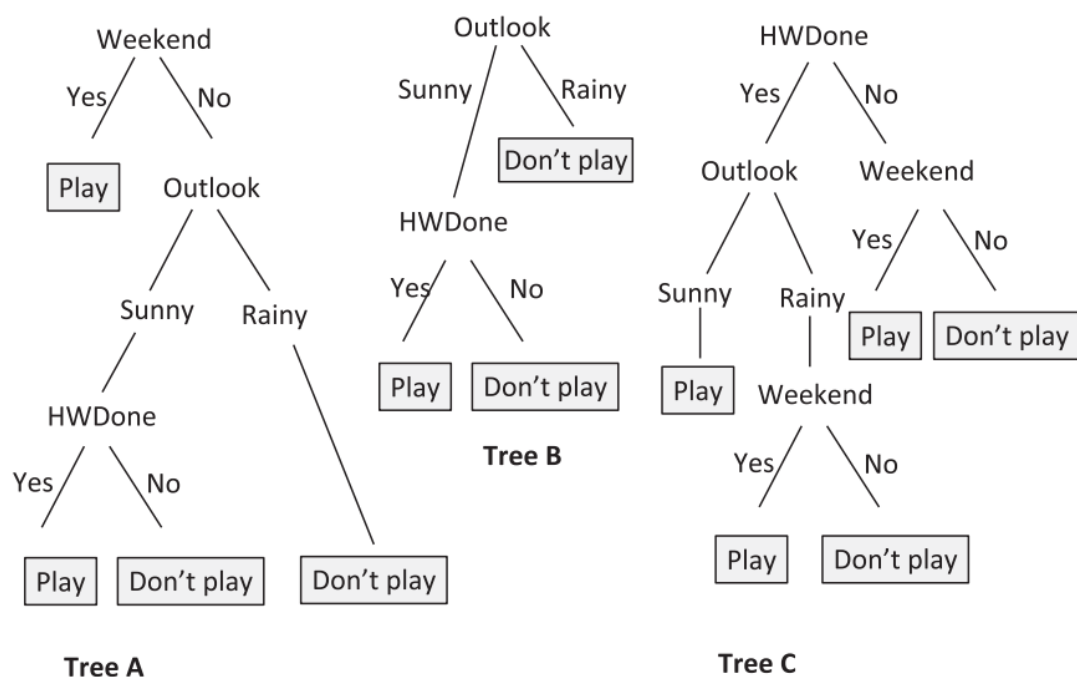 Weekend
Yes
No
Play
Outlook
Sunny
Rainy
HWDone
Yes
No
Play
Don't play
Don't play
Tree A
Outlook
Sunny
Rainy
Don't play
HWDone
Yes
No
Play
Don't play
Tree B
HWDone
Yes
No
Outlook
Weekend
Yes
No
Sunny
Rainy
Play
Don't play
Play
Weekend
Yes
No
Play
Don't play
Tree C